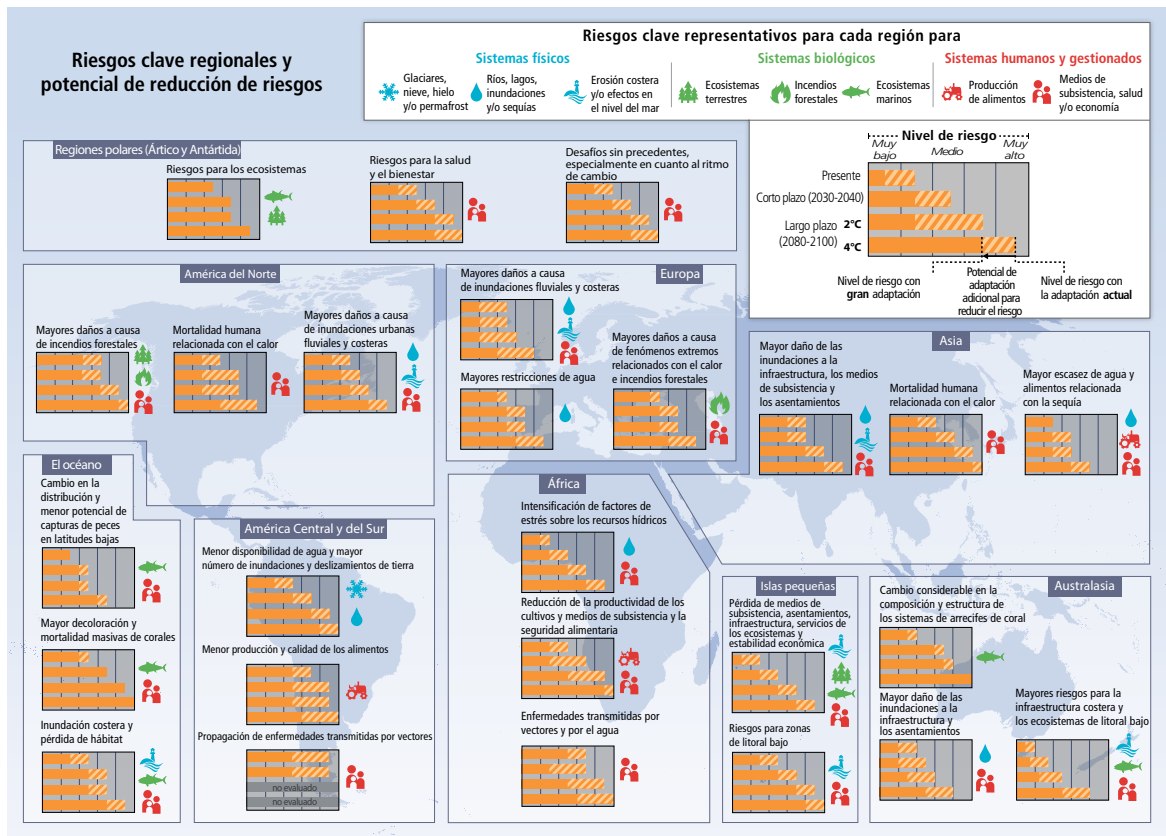 Riesgos clave regionales y
potencial de reducción de riesgos
Riesgos clave representativos para cada región para
Sistemas físicos
Glaciares,
nieve, hielo
y/o permafrost
Ríos, lagos,
inundaciones
y/o sequías
Erosión costera
y/o efectos en
el nivel del mar
Sistemas biológicos
Ecosistemas
terrestres
Incendios
forestales
Ecosistemas
marinos
Sistemas humanos y gestionados
Producción
de alimentos
Medios de
subsistencia, salud
y/o economía
Nivel de riesgo
Muy
bajo
Medio
Muy
alto
Presente
Corto plazo (2030-2040)
Largo plazo
(2080-2100)
2°C
4°C
Nivel de riesgo con
gran adaptación
Potencial de
adaptación
adicional para
reducir el riesgo
Nivel de riesgo con
la adaptación actual
Regiones polares (Ártico y Antártida)
Riesgos para los ecosistemas
Riesgos para la salud
y el bienestar
Desafíos sin precedentes,
especialmente en cuanto al ritmo
de cambio
América del Norte
Mayores daños a causa
de incendios forestales
Mortalidad humana
relacionada con el calor
Mayores daños a causa
de inundaciones urbanas
fluviales y costeras
Europa
Mayores daños a causa
de inundaciones fluviales y costeras
Mayores restricciones de agua
Mayores daños a causa
de fenómenos extremos
relacionados con el calor
e incendios forestales
Asia
Mayor daño de las
inundaciones a la
infraestructura, los medios
de subsistencia y
los asentamientos
Mortalidad humana
relacionada con el calor
Mayor escasez de agua y
alimentos relacionada
con la sequía
El océano
Cambio en la
distribución y
menor potencial de
capturas de peces
en latitudes bajas
Mayor decoloración y
mortalidad masivas de corales
Inundación costera y
pérdida de hábitat
América Central y del Sur
Menor disponibilidad de agua y mayor
número de inundaciones y deslizamientos de tierra
Menor producción y calidad de los alimentos
Propagación de enfermedades transmitidas por vectores
no evaluado
no evaluado
África
Intensificación de factores de
estrés sobre los recursos hídricos
Reducción de la productividad de los
cultivos y medios de subsistencia y la
seguridad alimentaria
Enfermedades transmitidas por
vectores y por el agua
Islas pequeñas
Pérdida de medios de
subsistencia, asentamientos,
infraestructura, servicios de
los ecosistemas y
estabilidad económica
Riesgos para zonas
de litoral bajo
Australasia
Cambio considerable en la
composición y estructura de
los sistemas de arrecifes de coral
Mayor daño de las
inundaciones a la
infraestructura y
los asentamientos
Mayores riesgos para la
infraestructura costera y
los ecosistemas de litoral bajo